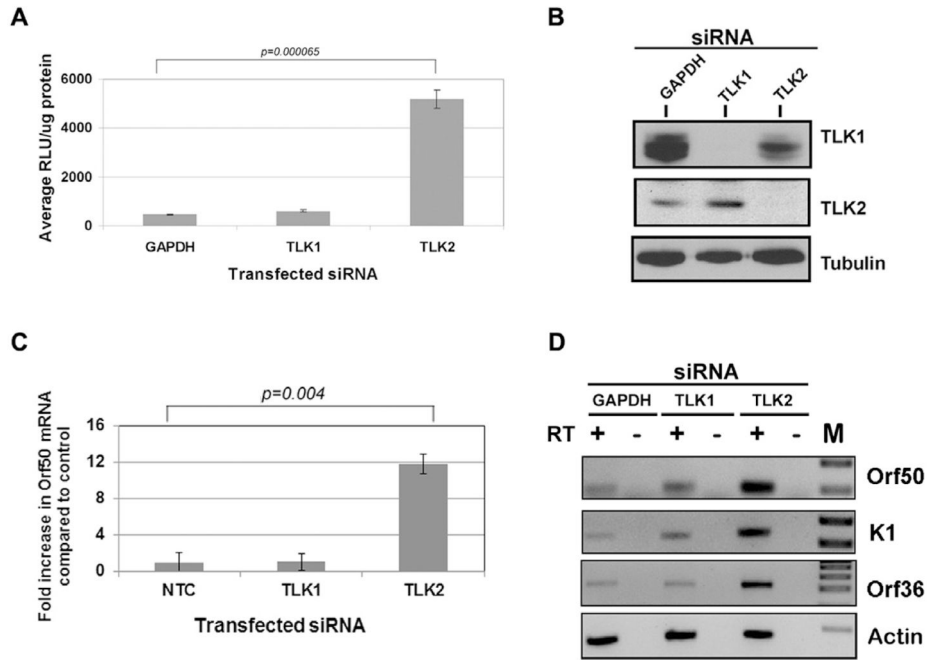 A
p=0.000065
Average RLU/ug protein
6000
4000
2000
0
GAPDH TLK1 TLK2
Transfected siRNA
B
siRNA
GAPDH TLK1 TLK2
TLK1
TLK2
Tubulin
C
p=0.004
Fold increase in Orf50 mRNA
compared to control
16
12
8
4
0
NTC TLK1 TLK2
Transfected siRNA
D
siRNA
GAPDH TLK1 TLK2
RT + - + - + - M
Orf50
K1
Orf36
Actin